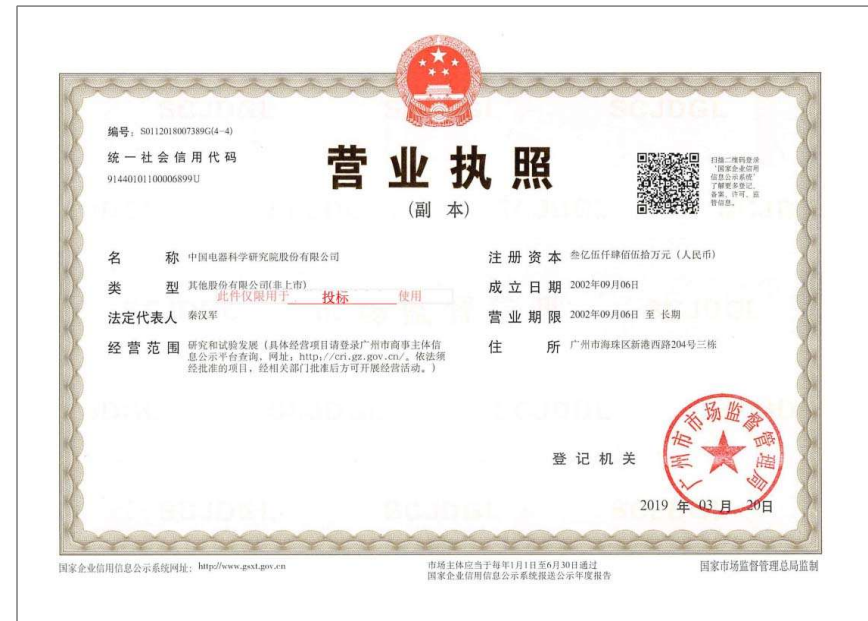 编号：S0112018007389G(4-4)
统一社会信用代码
91440101100006899U
营业执照
(副 本)
扫描二维码登录
‘国家企业信用
信息公示系统’
了解更多登记、
备案、许可、监
管信息。
名 称 中国电器科学研究院股份有限公司
类 型 其他股份有限公司(非上市)
此件仅限用于 投标 使用
法定代表人 秦汉军
经营范围 研究和试验发展（具体经营项目请登录广州市商事主体信
息公示平台查询，网址：http://cri.gz.gov.cn/。依法须
经批准的项目，经相关部门批准后方可开展经营活动。）
注册资本 叁亿伍仟肆佰伍拾万元（人民币）
成立日期 2002年09月06日
营业期限 2002年09月06日 至 长期
住 所 广州市海珠区新港西路204号三栋
登记机关
广州市市场监督管理局
2019 年 03 月 20日
国家企业信用信息公示系统网址：http://www.gsxt.gov.cn
市场主体应当于每年1月1日至6月30日通过
国家企业信用信息公示系统报送公示年度报告
国家市场监督管理总局监制